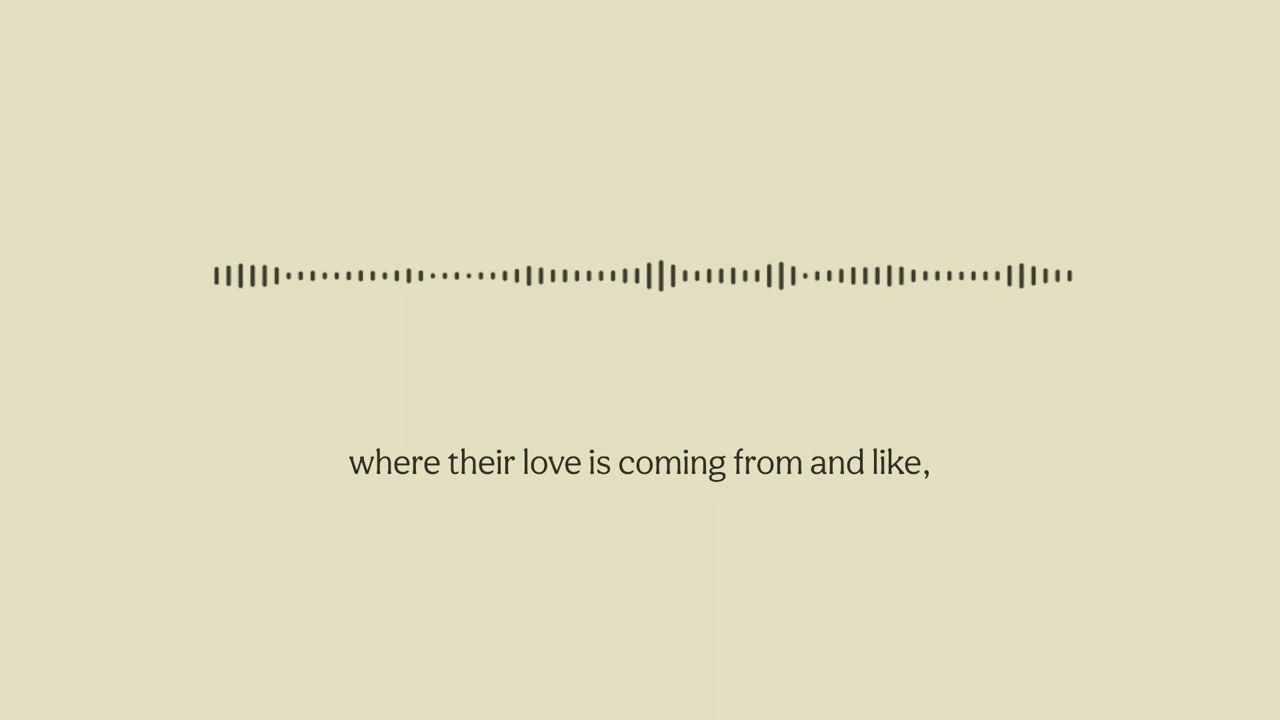 where their love is coming from and like,